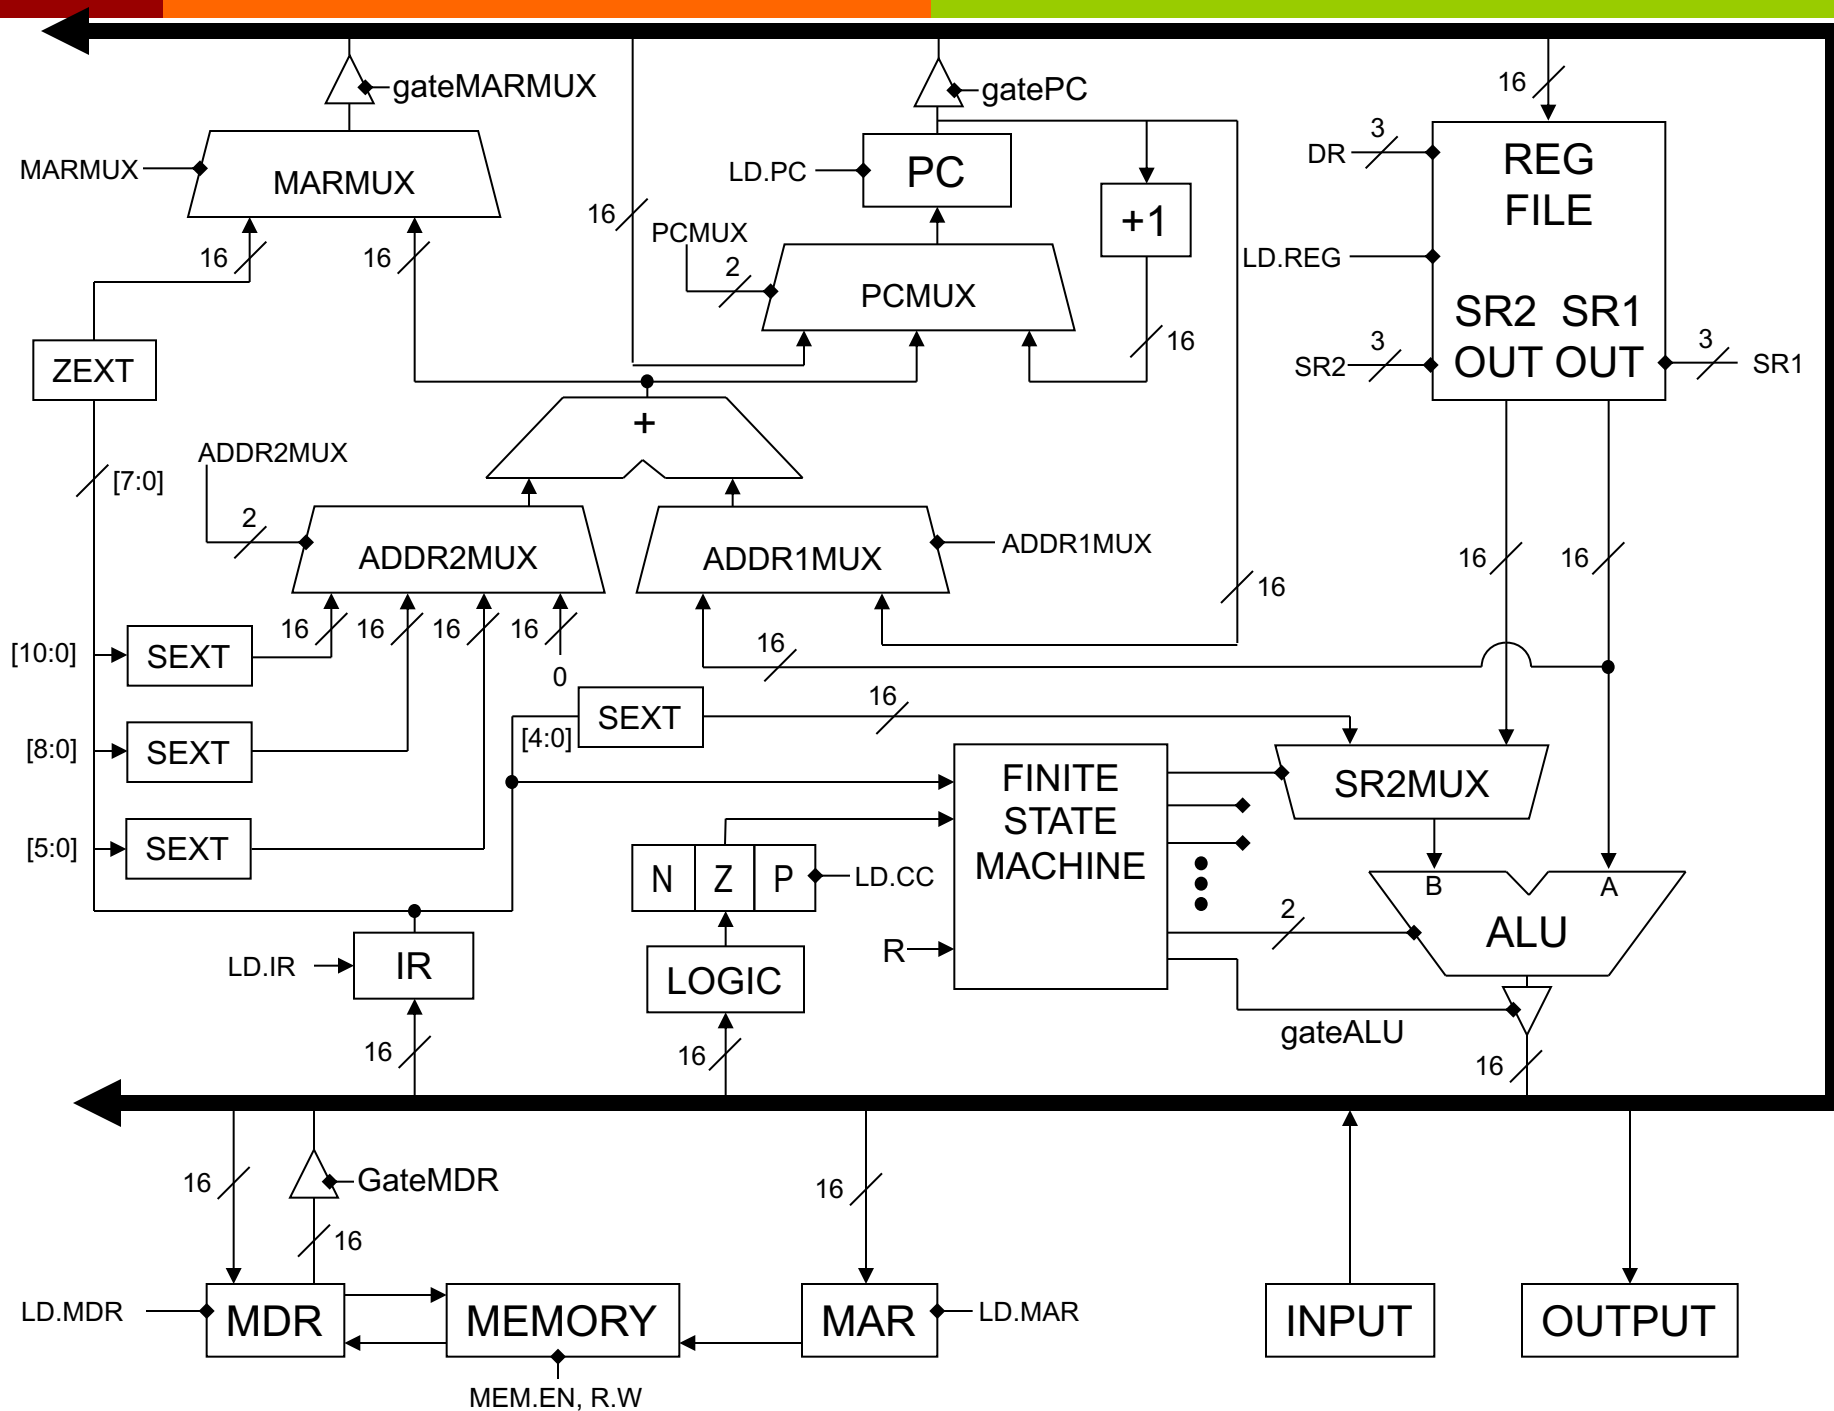 gateMARMUX
gatePC
16
MARMUX
MARMUX
LD.PC
PC
+1
DR
3
REG
FILE
16
16
16
PCMUX
2
PCMUX
16
LD.REG
SR2 SR1
OUT OUT
SR2
3
3
SR1
ZEXT
[7:0]
+
ADDR2MUX
2
ADDR2MUX
ADDR1MUX
ADDR1MUX
16
16
16
16
16
16
16
0
16
[10:0]
SEXT
[8:0]
SEXT
[5:0]
SEXT
[4:0]
SEXT
16
FINITE
STATE
MACHINE
SR2MUX
N Z P
LD.CC
R
2
B
A
ALU
LD.IR
IR
LOGIC
gateALU
16
16
16
16
GateMDR
16
16
LD.MDR
MDR
MEMORY
MAR
LD.MAR
INPUT
OUTPUT
MEM.EN, R.W